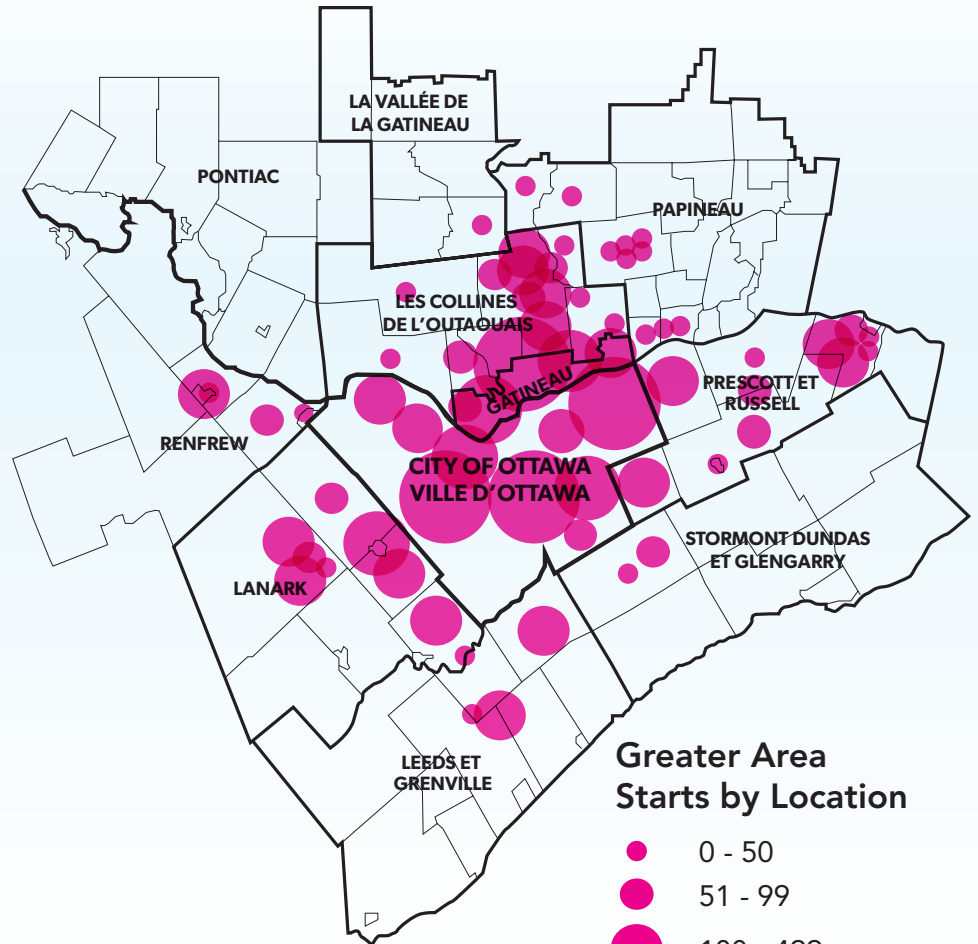 LA VALLÉE DE
LA GATINEAU
PONTIAC
PAPINEAU
LES COLLINES
DE L'OUTAOUAIS
GATINEAU
PRESCOTT ET
RUSSELL
RENFREW
CITY OF OTTAWA
VILLE D'OTTAWA
STORMONT DUNDAS
ET GLENGARRY
LANARK
LEEDS ET
GRENVILLE
Greater Area
Starts by Location
0 - 50
51 - 99